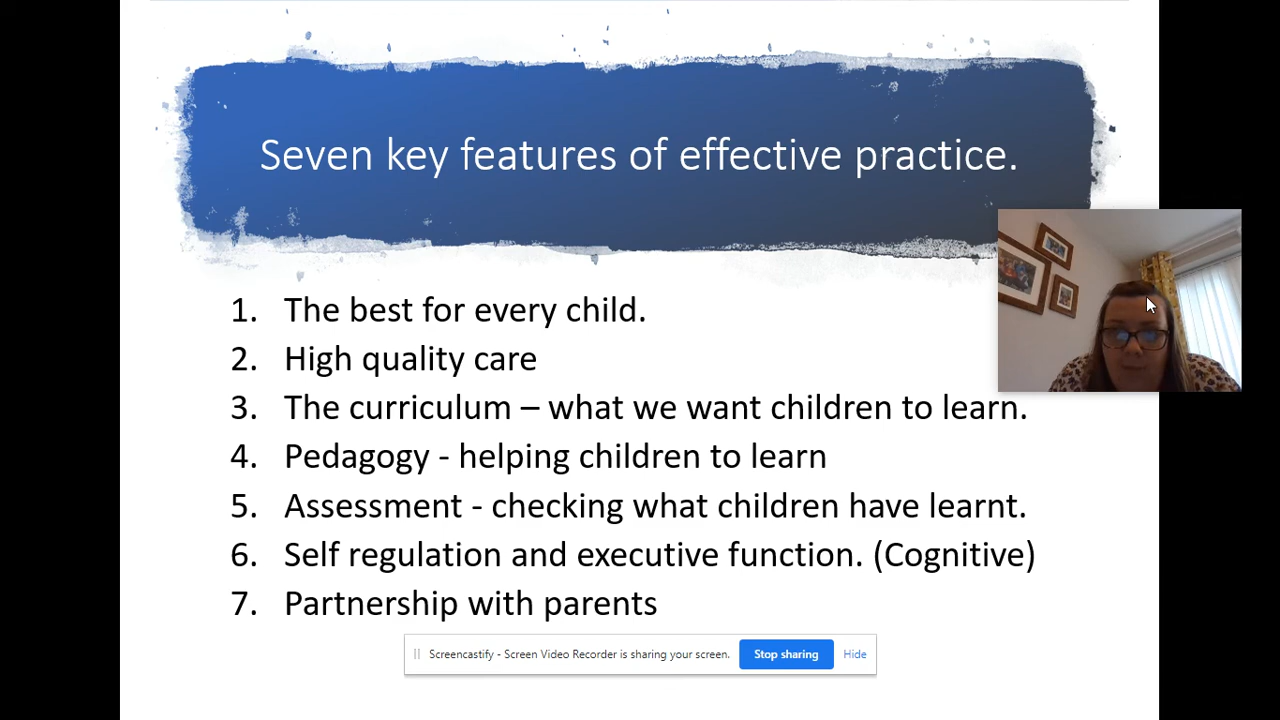 Seven key features of effective practice.
1. The best for every child.
2. High quality care
3. The curriculum – what we want children to learn.
4. Pedagogy - helping children to learn
5. Assessment - checking what children have learnt.
6. Self regulation and executive function. (Cognitive)
7. Partnership with parents
Screencastify - Screen Video Recorder is sharing your screen. Stop sharing Hide